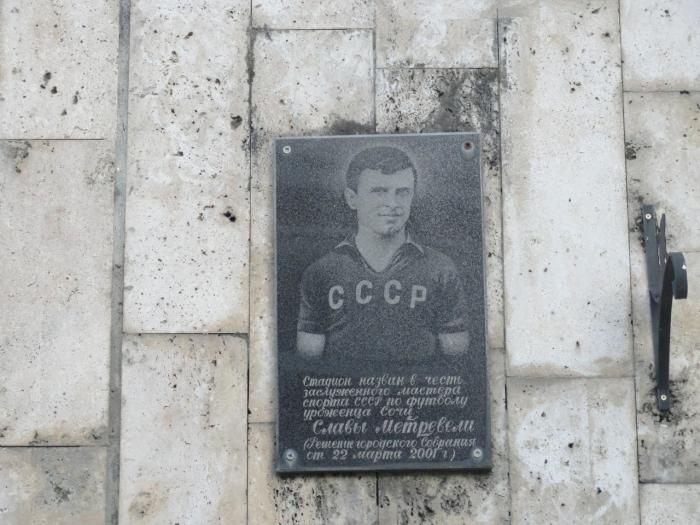 СССР
Стадион назван в честь
заслуженного мастера
спорта СССР по футболу
уроженца Сочи
Славы Метревели
(Решение городского Собрания
от 22 марта 2001 г.)